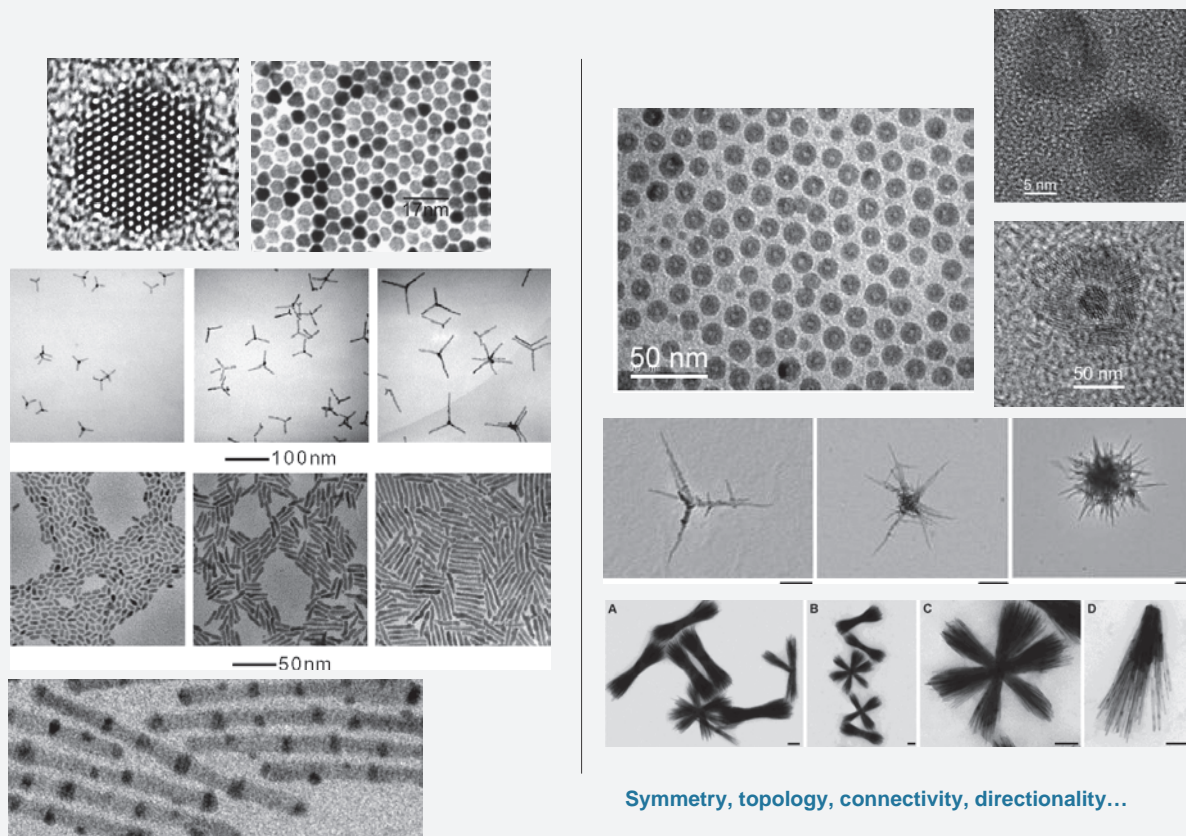 17nm
100nm
50nm
50 nm
5 nm
50 nm
A
B
C
D
Symmetry, topology, connectivity, directionality…